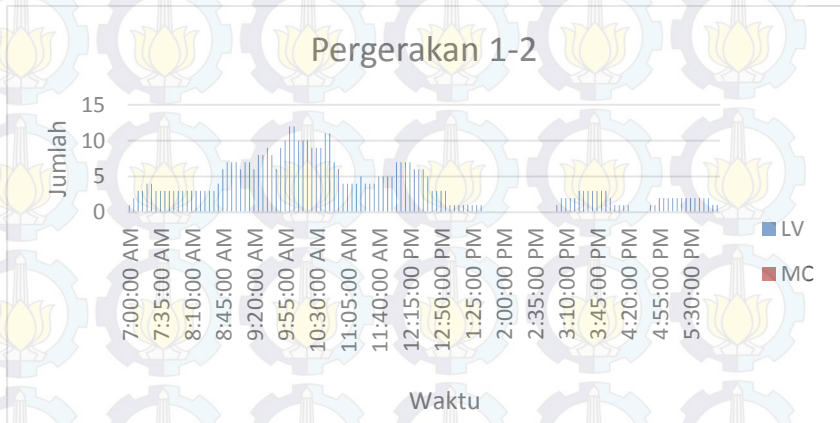 Pergerakan 1-2
Jumlah
15
10
5
0
7:00:00 AM
7:35:00 AM
8:10:00 AM
8:45:00 AM
9:20:00 AM
9:55:00 AM
10:30:00 AM
11:05:00 AM
11:40:00 AM
12:15:00 PM
12:50:00 PM
1:25:00 PM
2:00:00 PM
2:35:00 PM
3:10:00 PM
3:45:00 PM
4:20:00 PM
4:55:00 PM
5:30:00 PM
LV
MC
Waktu